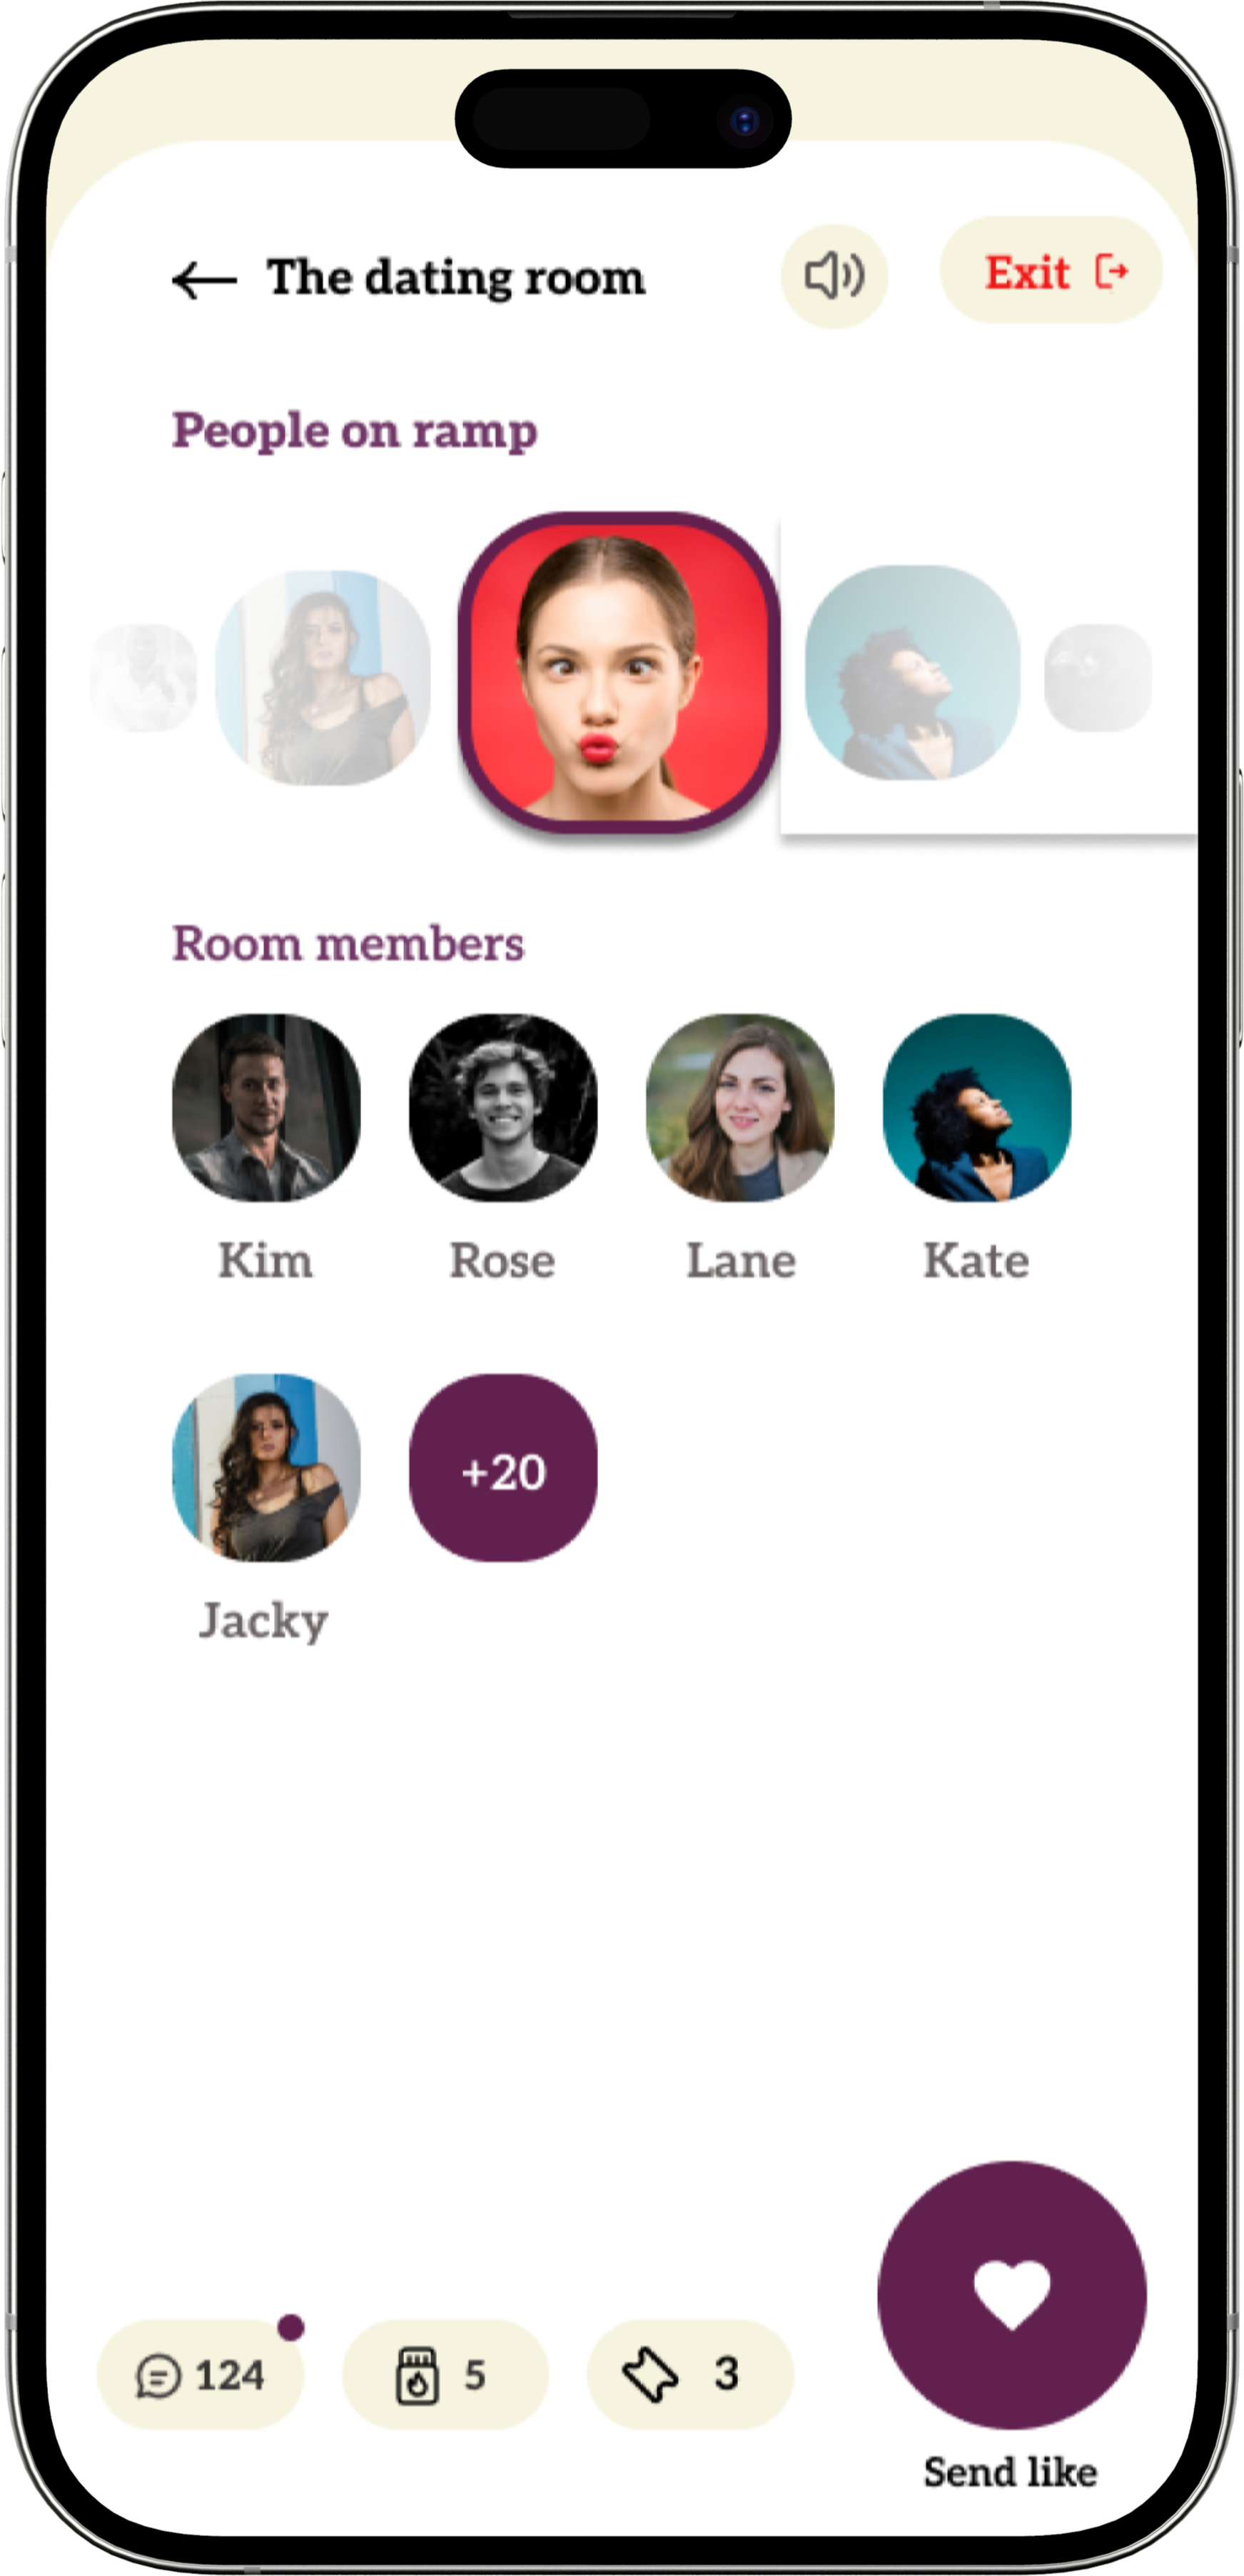 The dating room
Exit
People on ramp
Room members
Kim Rose Lane Kate
+20
Jacky
124 5 3
Send like